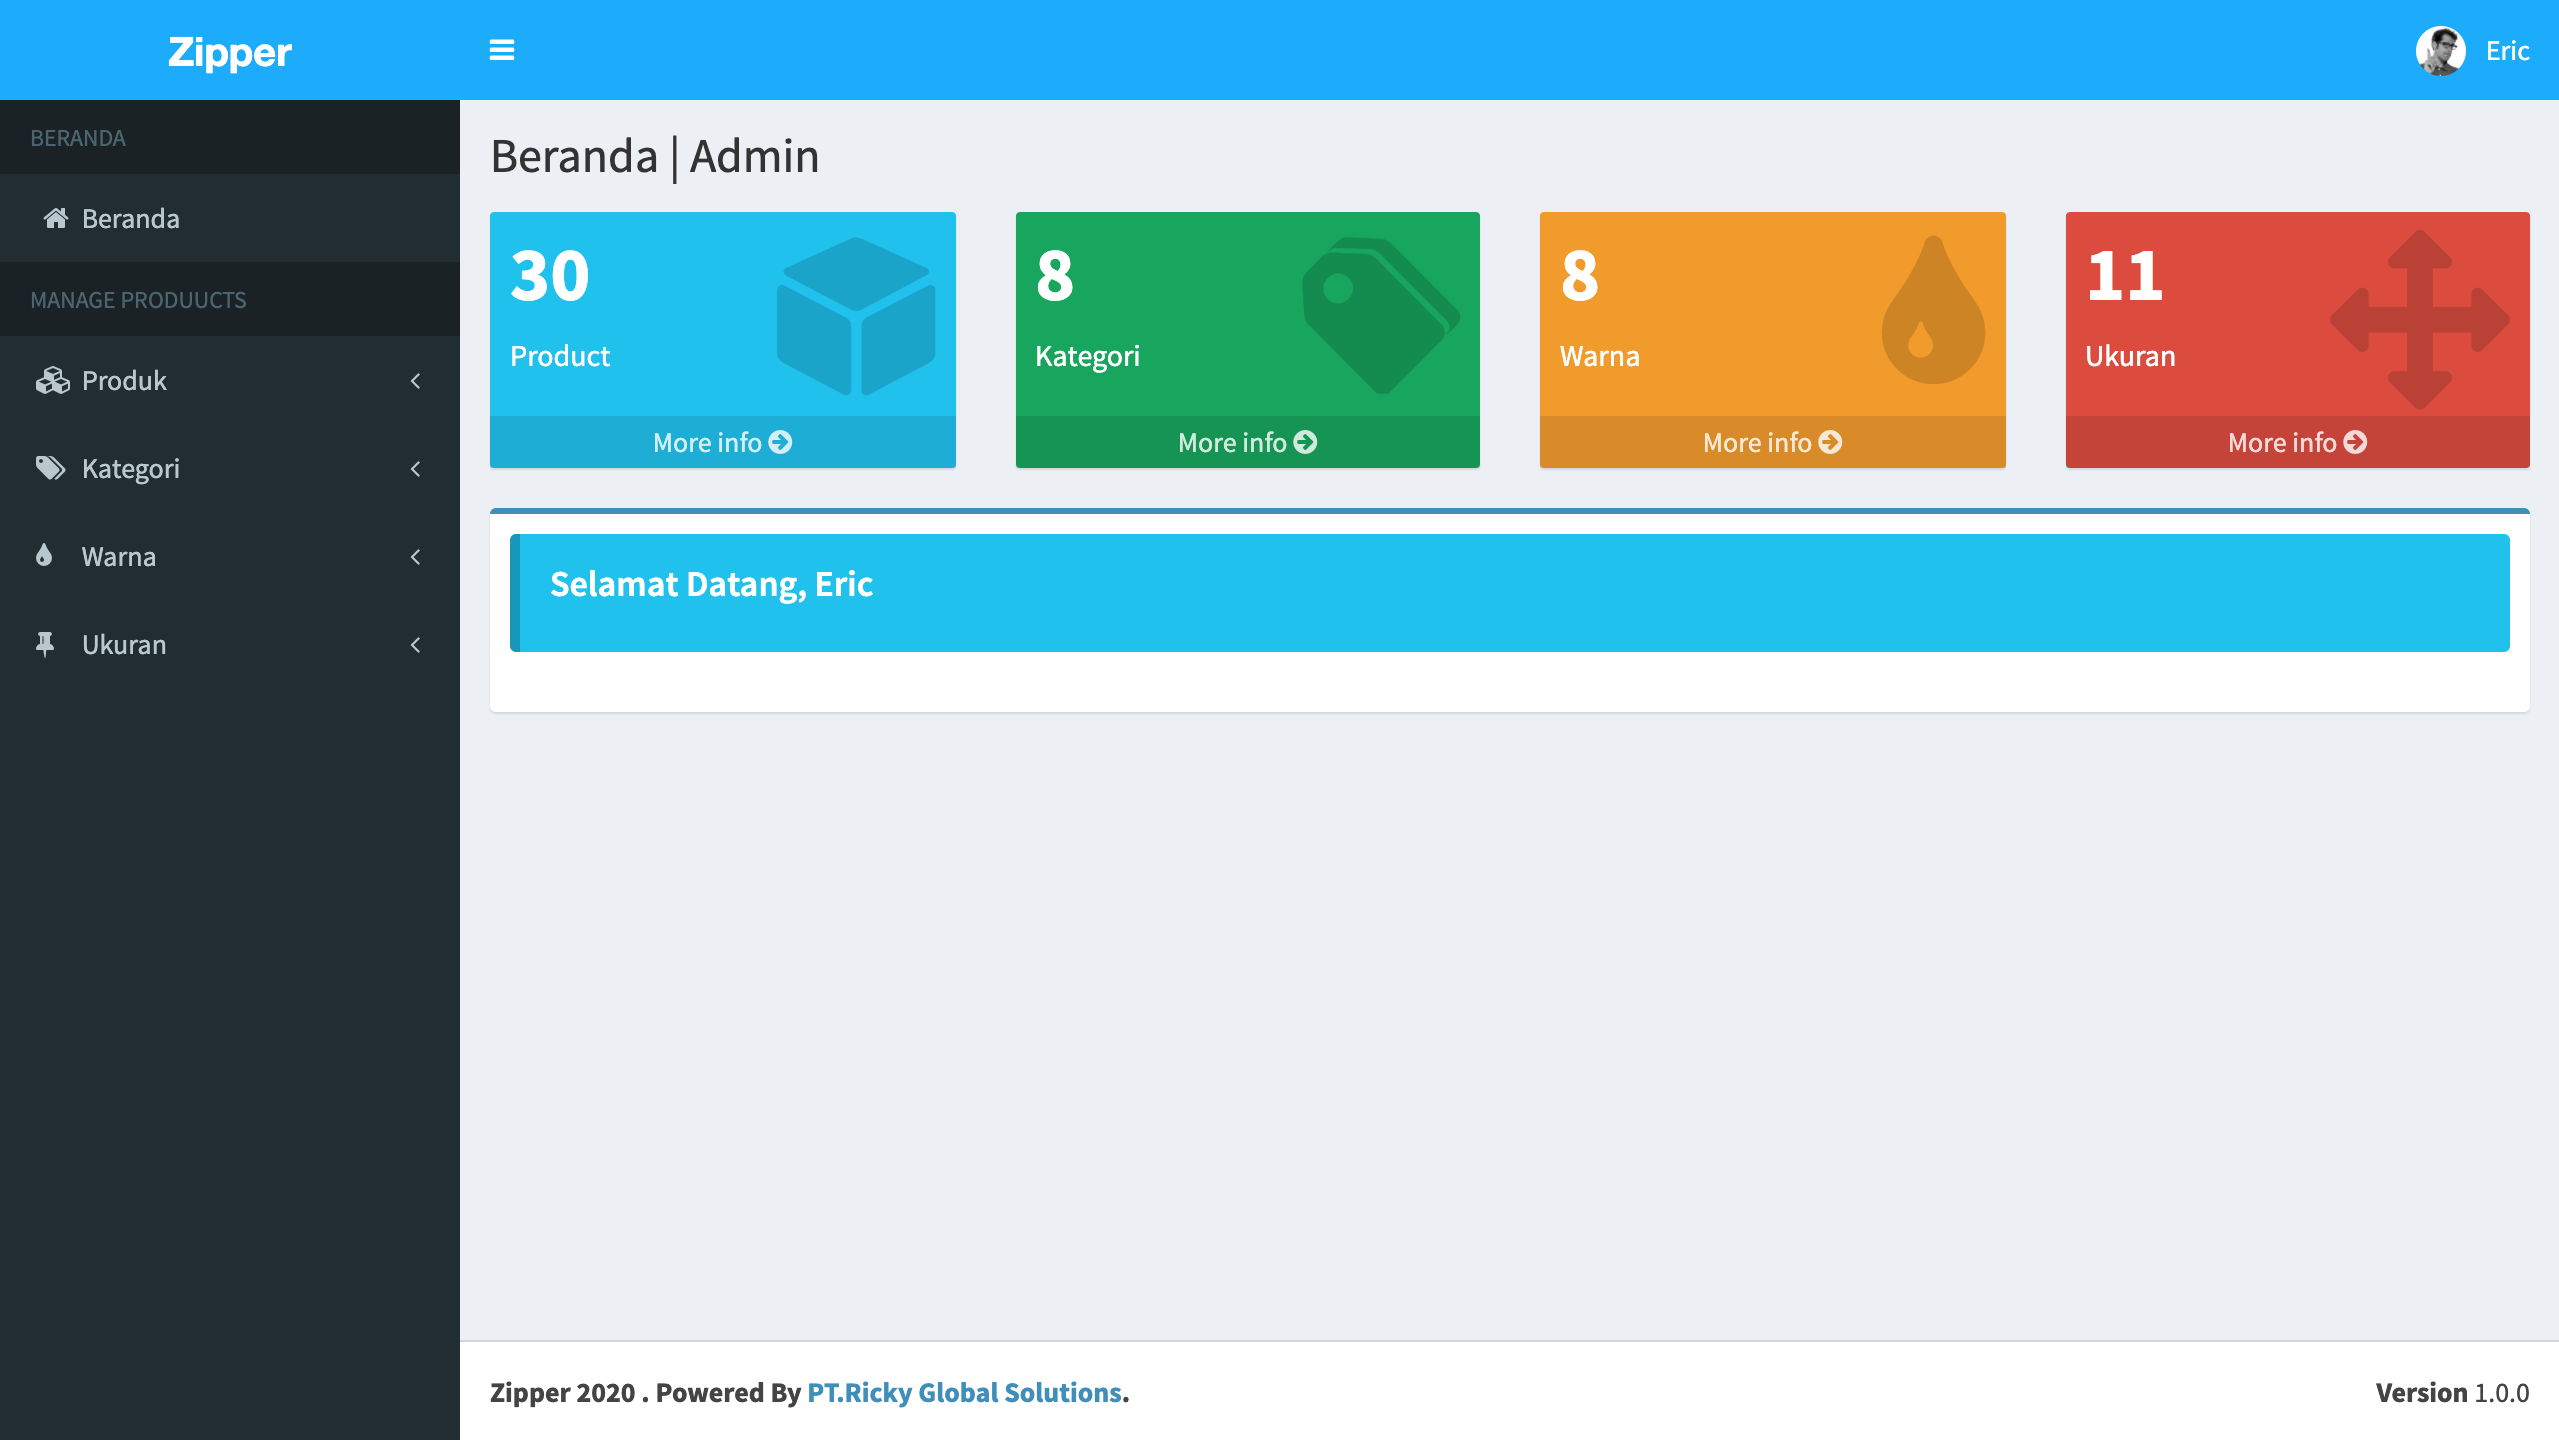 Zipper
Eric
BERANDA
Beranda
MANAGE PRODUUCTS
Produk
Kategori
Warna
Ukuran
Beranda | Admin
30
Product
More info
8
Kategori
More info
8
Warna
More info
11
Ukuran
More info
Selamat Datang, Eric
Zipper 2020 . Powered By PT.Ricky Global Solutions.
Version 1.0.0